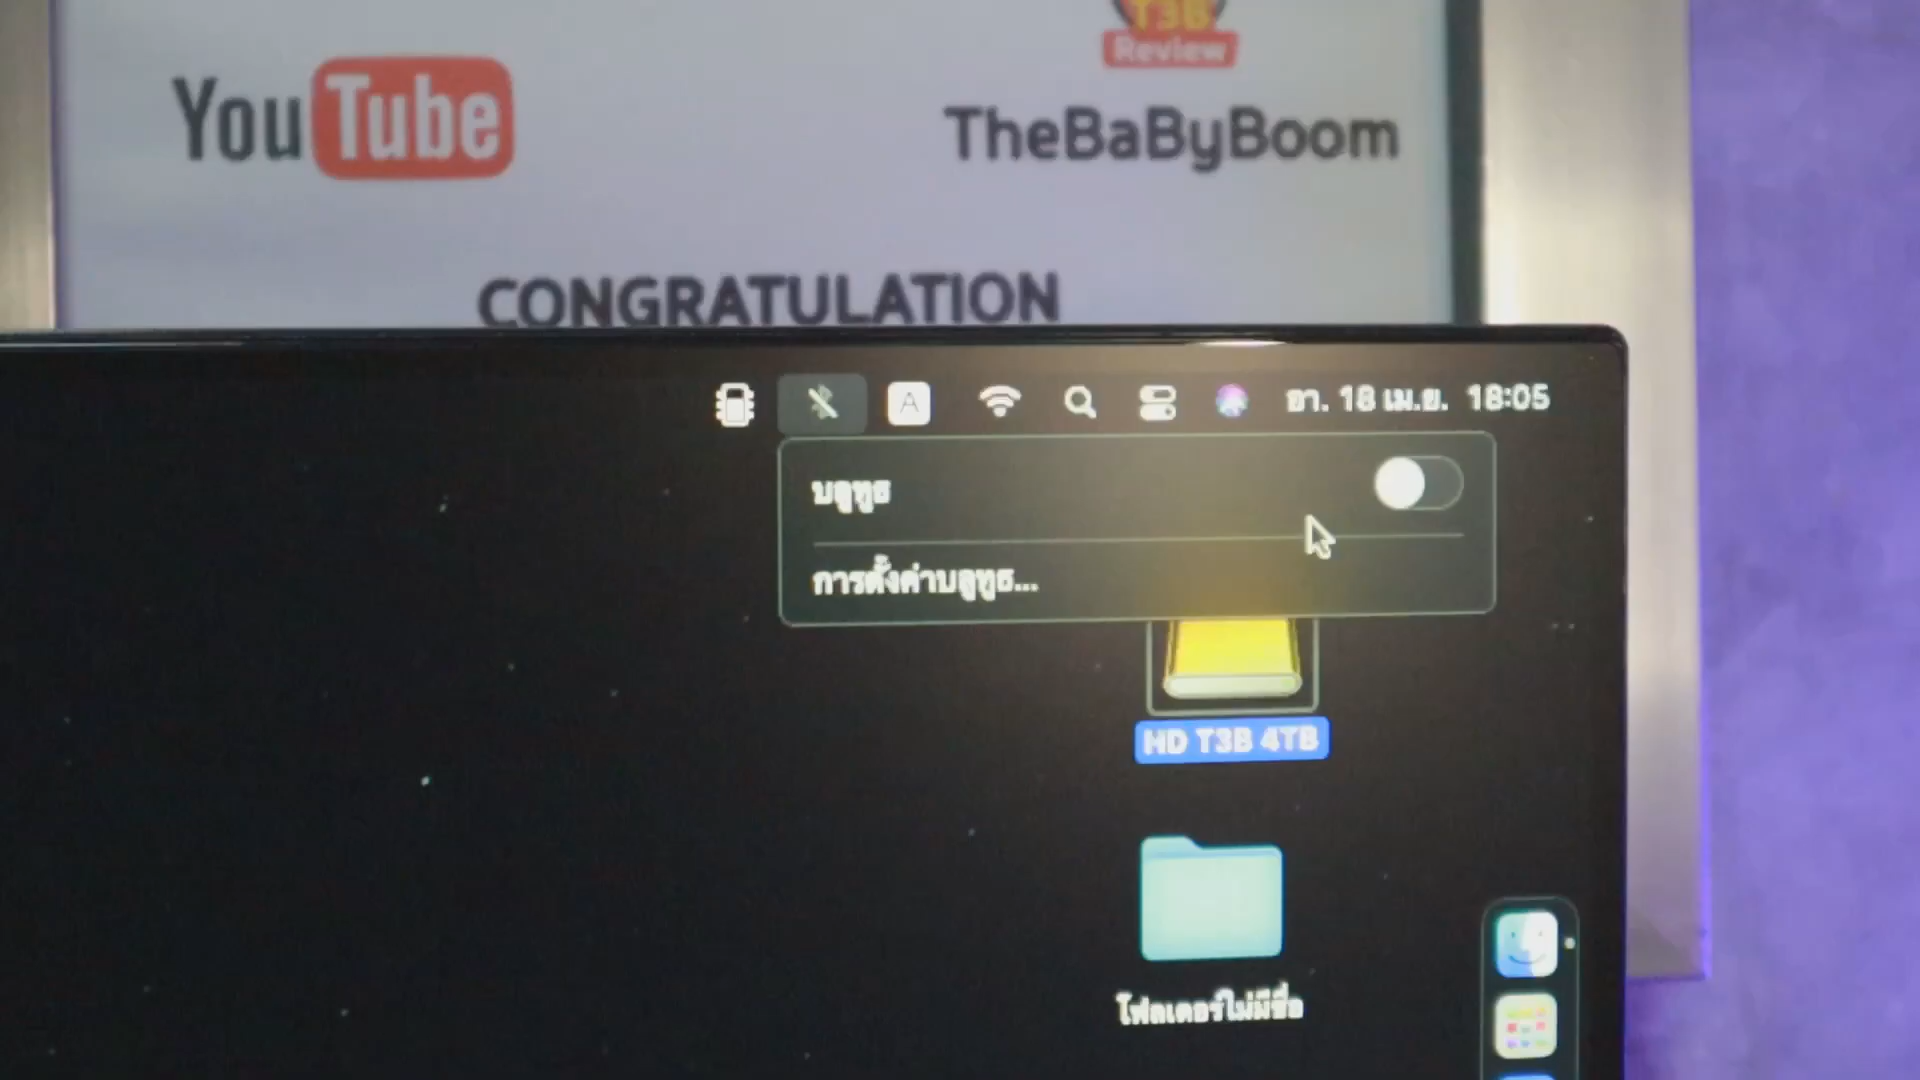 T3B
Review
YouTube
TheBaByBoom
CONGRATULATION
A
อา. 18 เม.ย. 18:05
บลูทูธ
การตั้งค่าบลูทูธ...
HD T3B 4TB
โฟลเดอร์ไม่มีชื่อ